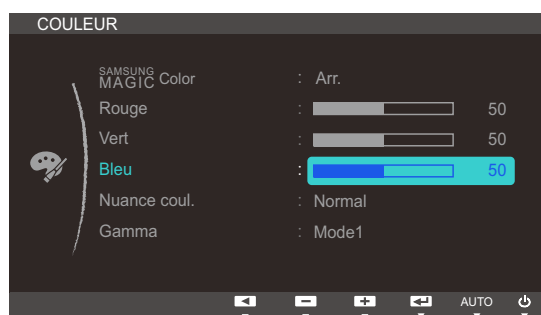 COULEUR
SAMSUNG MAGIC Color : Arr.
Rouge : 50
Vert : 50
Bleu : 50
Nuance coul. : Normal
Gamma : Mode1
AUTO